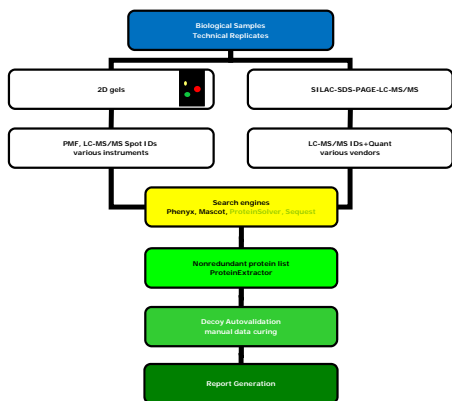 Biological Samples
Technical Replicates
2D gels
SILAC-SDS-PAGE-LC-MS/MS
PMF, LC-MS/MS Spot IDs
various instruments
LC-MS/MS IDs+Quant
various vendors
Search engines
Phenyx, Mascot, ProteinSolver, Sequest
Nonredundant protein list
ProteinExtractor
Decoy Autovalidation
manual data curing
Report Generation